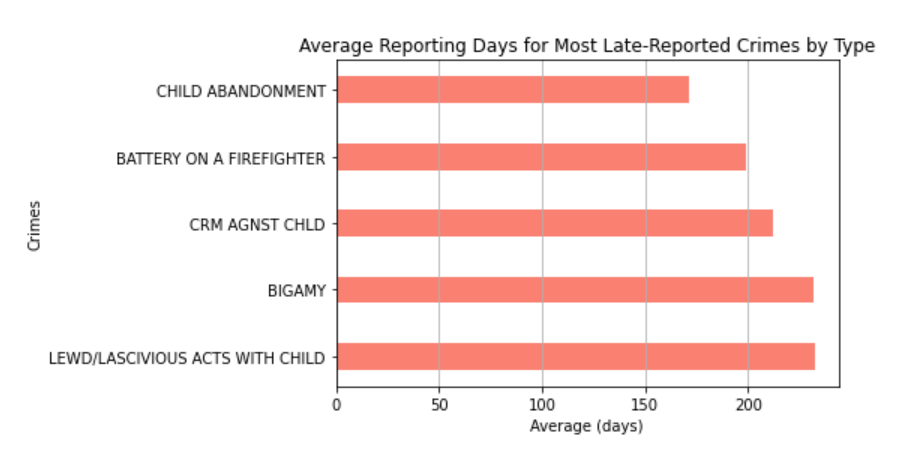 Average Reporting Days for Most Late-Reported Crimes by Type
CHILD ABANDONMENT
BATTERY ON A FIREFIGHTER
CRM AGNST CHLD
BIGAMY
LEWD/LASCIVIOUS ACTS WITH CHILD
Crimes
0 50 100 150 200
Average (days)